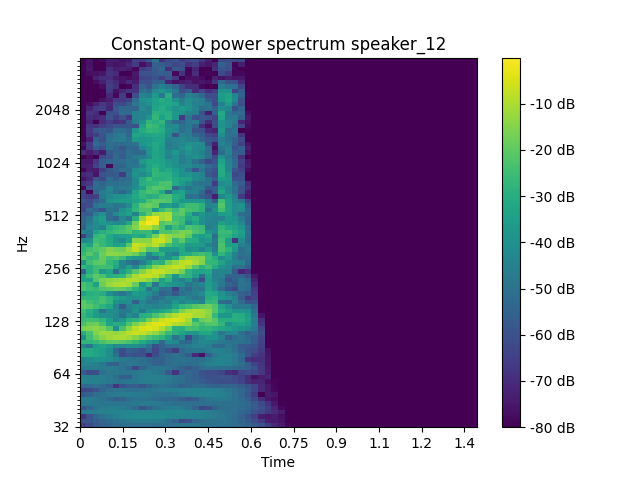 Constant-Q power spectrum speaker_12
2048
1024
512
256
128
64
32
Hz
0 0.15 0.3 0.45 0.6 0.75 0.9 1.1 1.2 1.4
Time
-10 dB
-20 dB
-30 dB
-40 dB
-50 dB
-60 dB
-70 dB
-80 dB